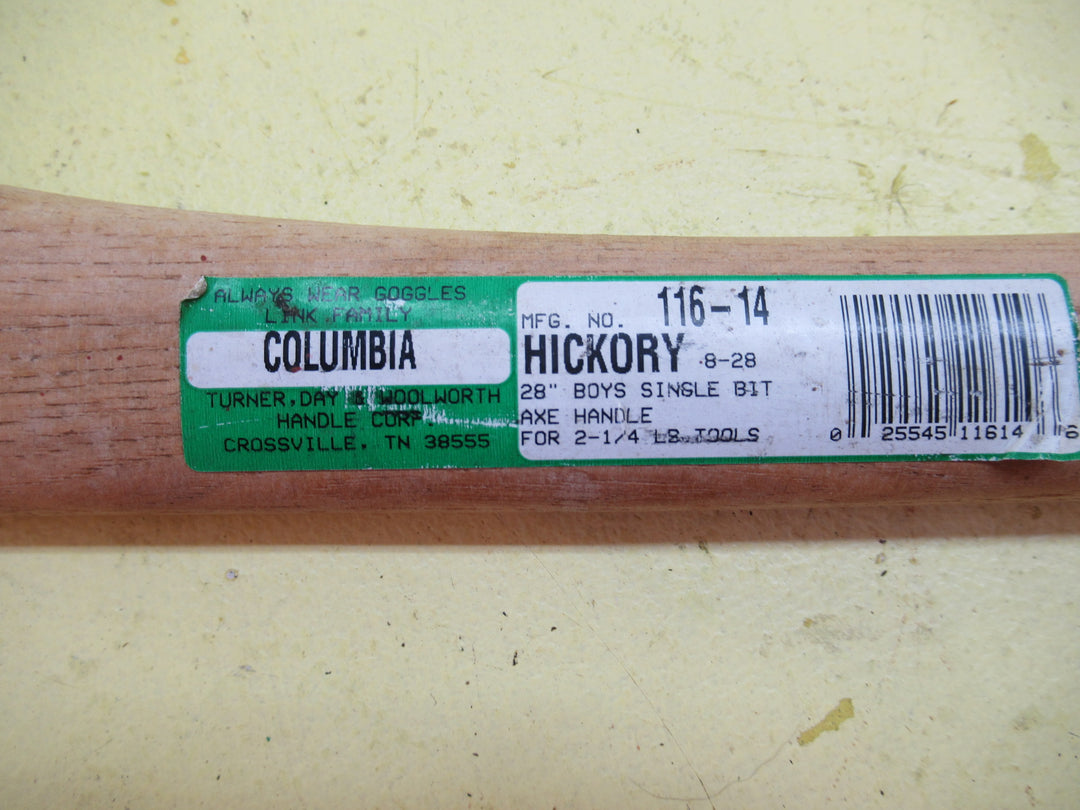 ALWAYS WEAR GOGGLES
LINK FAMILY
COLUMBIA
TURNER, DAY & WOOLWORTH
HANDLE CORP.
CROSSVILLE, TN 38555
MFG. NO. 116-14
HICKORY 8-28
28" BOYS SINGLE BIT
AXE HANDLE
FOR 2-1/4 LB. TOOLS
0 25545 11614 6